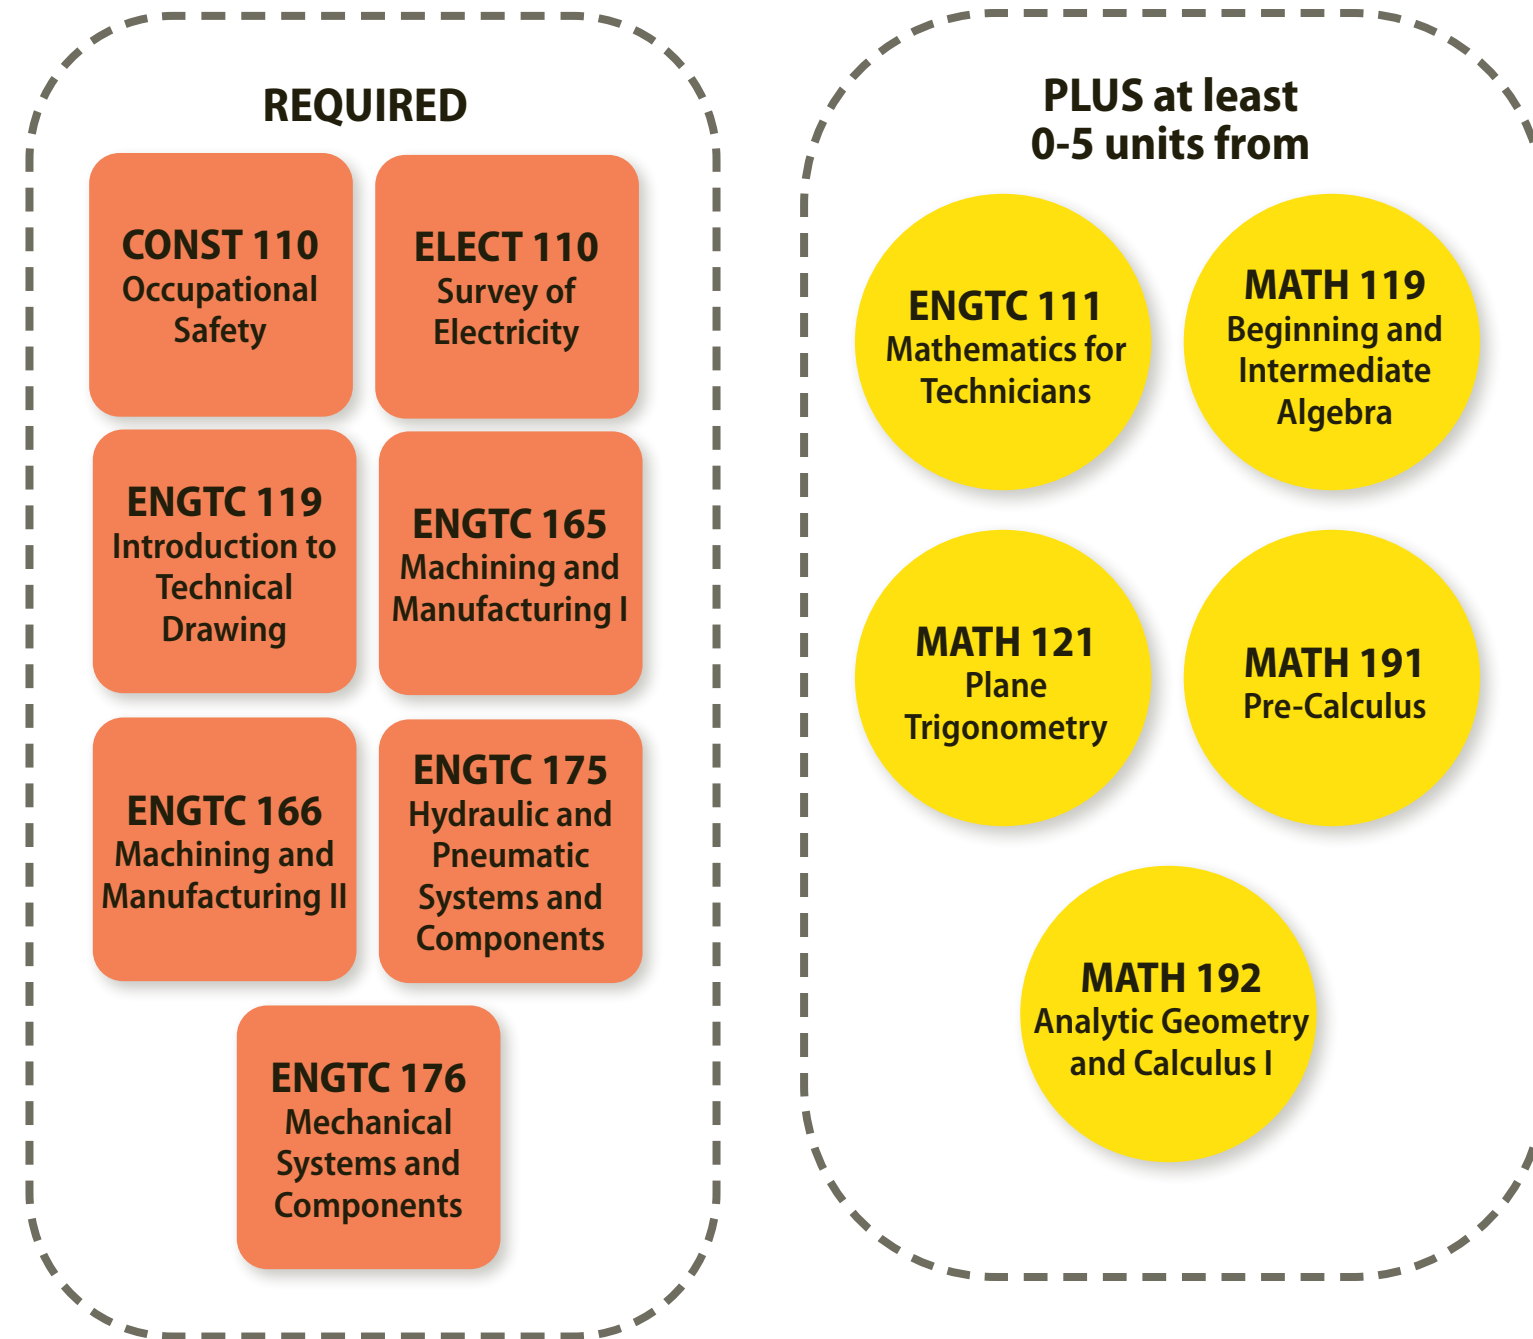 REQUIRED
CONST 110
Occupational
Safety
ELECT 110
Survey of
Electricity
ENGTC 119
Introduction to
Technical
Drawing
ENGTC 165
Machining and
Manufacturing I
ENGTC 166
Machining and
Manufacturing II
ENGTC 175
Hydraulic and
Pneumatic
Systems and
Components
ENGTC 176
Mechanical
Systems and
Components
PLUS at least
0-5 units from
ENGTC 111
Mathematics for
Technicians
MATH 119
Beginning and
Intermediate
Algebra
MATH 121
Plane
Trigonometry
MATH 191
Pre-Calculus
MATH 192
Analytic Geometry
and Calculus I